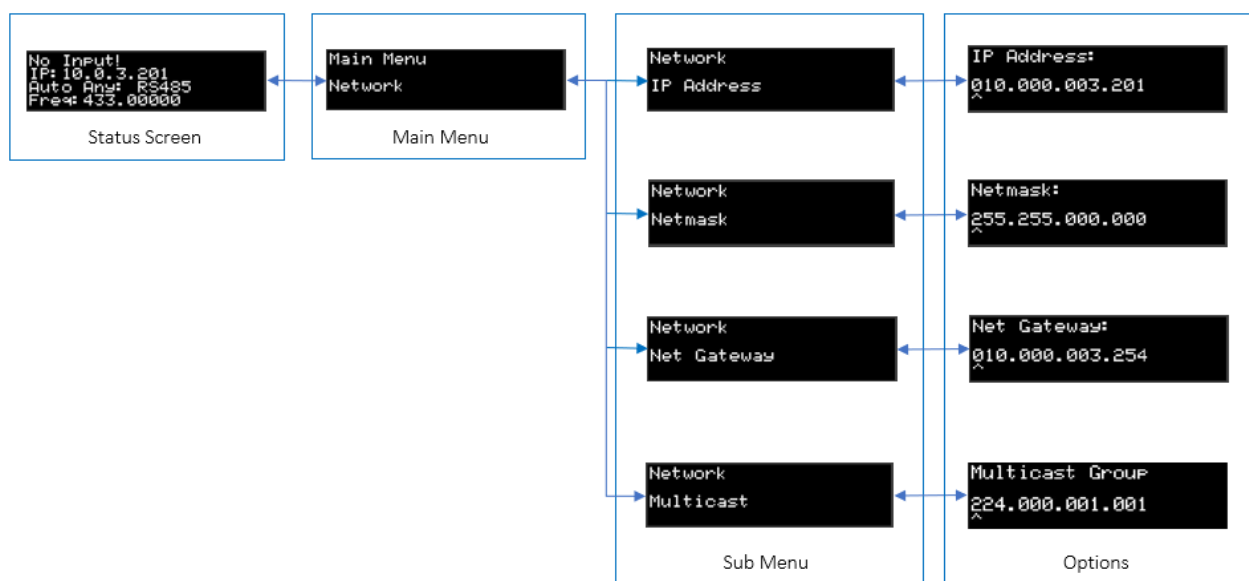 No Input!
IP: 10.0.3.201
Auto Any: RS485
Freq: 433.00000
Status Screen
Main Menu
Network
Main Menu
Network
IP Address
Network
Netmask
Network
Net Gateway
Network
Multicast
Sub Menu
IP Address:
010.000.003.201
^
Netmask:
255.255.000.000
^
Net Gateway:
010.000.003.254
^
Multicast Group
224.000.001.001
^
Options